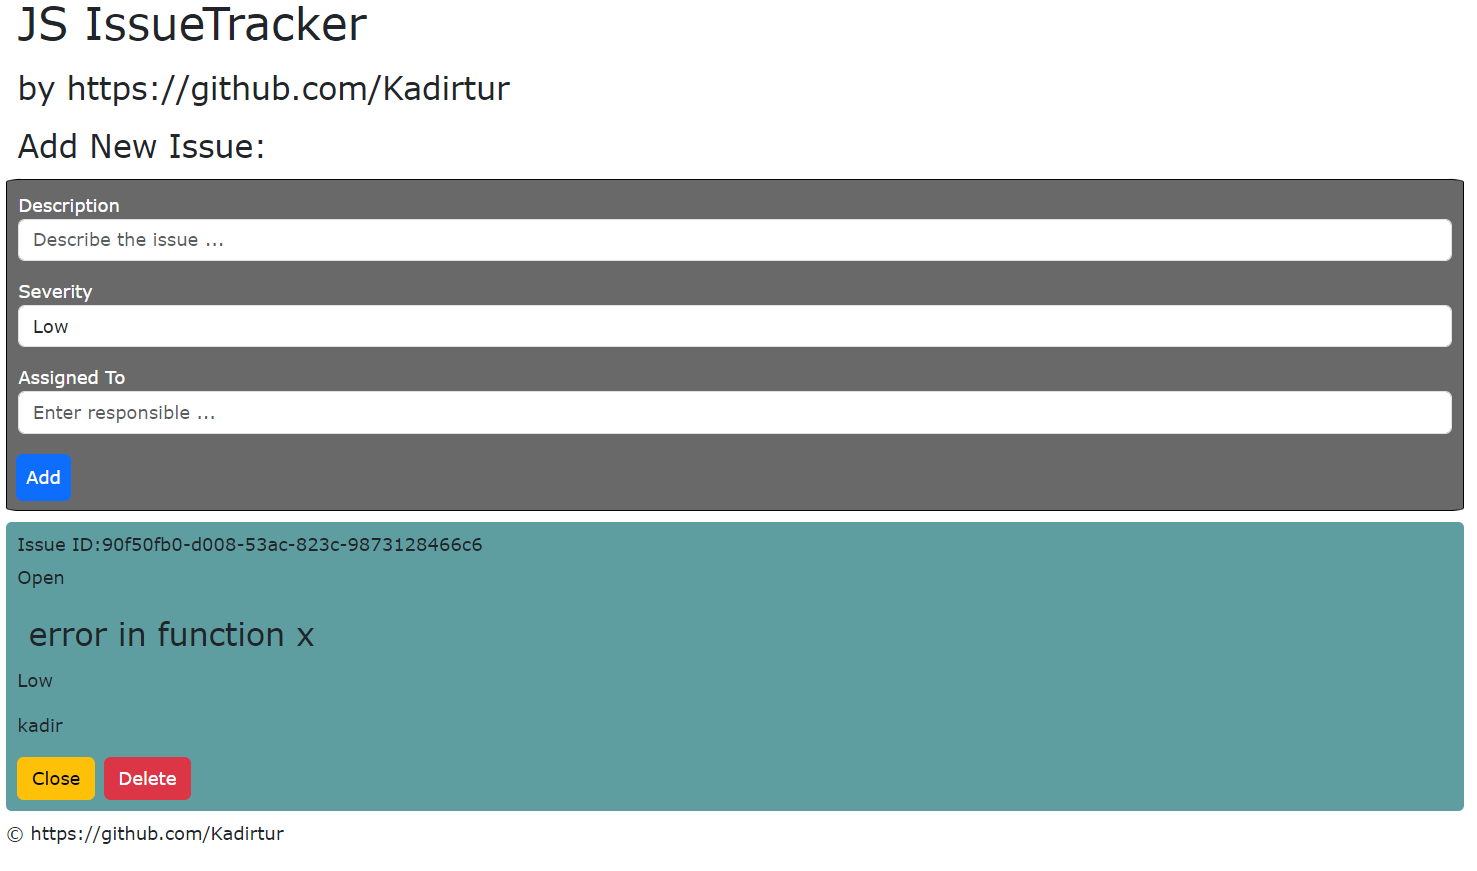 JS IssueTracker
by https://github.com/Kadirtur
Add New Issue:
Description
Describe the issue ...
Severity
Low
Assigned To
Enter responsible ...
Add
Issue ID:90f50fb0-d008-53ac-823c-9873128466c6
Open
error in function x
Low
kadir
Close Delete
© https://github.com/Kadirtur